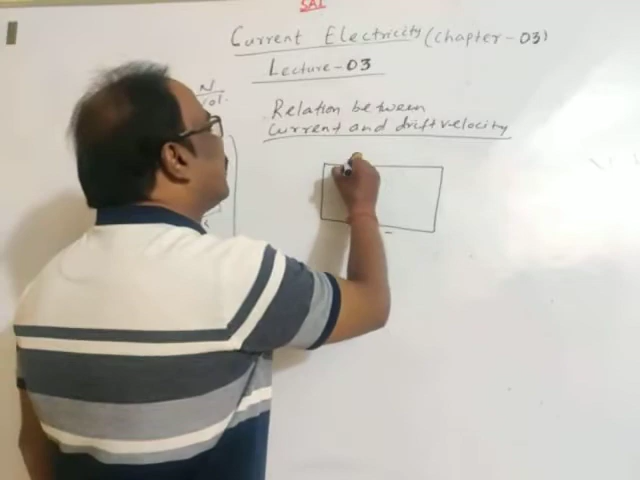 SAI
Current Electricity (Chapter-03)
Lecture-03
N
Vol.
Relation between
current and drift velocity